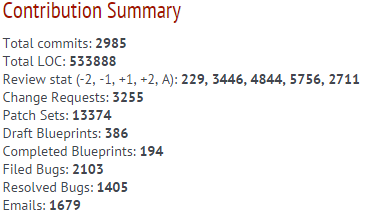 Contribution Summary
Total commits: 2985
Total LOC: 533888
Review stat (-2, -1, +1, +2, A): 229, 3446, 4844, 5756, 2711
Change Requests: 3255
Patch Sets: 13374
Draft Blueprints: 386
Completed Blueprints: 194
Filed Bugs: 2103
Resolved Bugs: 1405
Emails: 1679